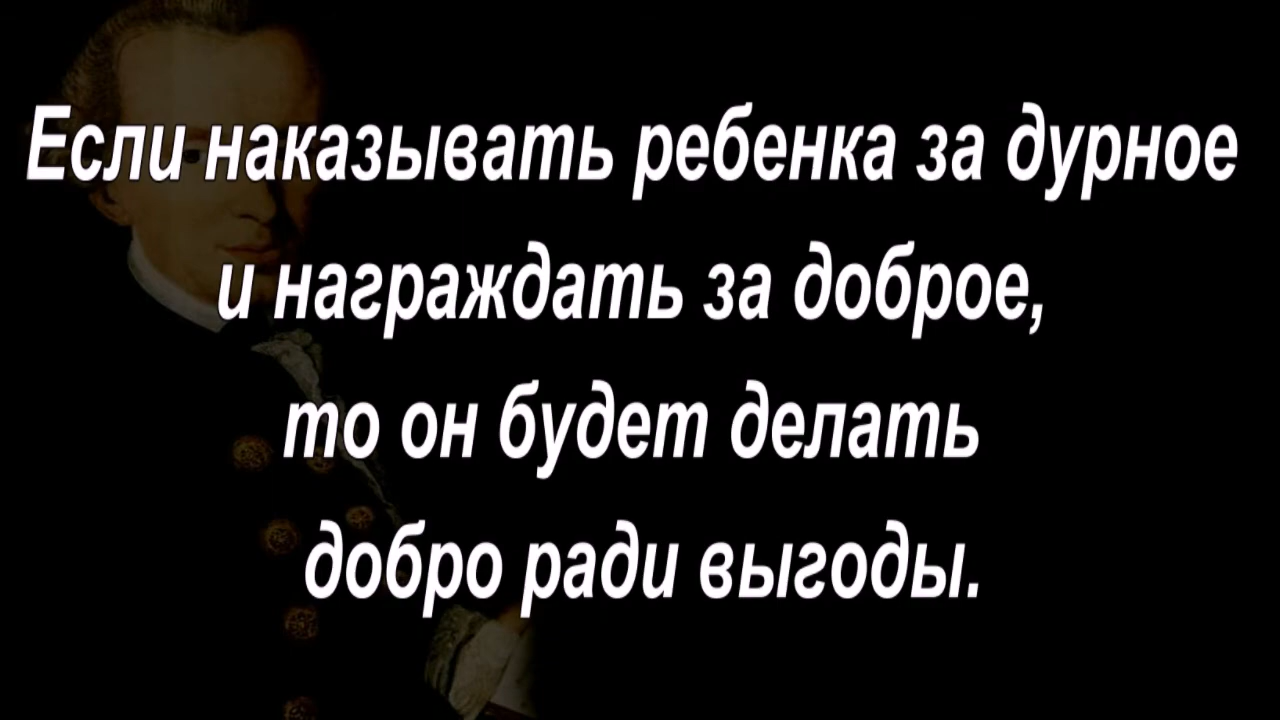 Если наказывать ребенка за дурное
и награждать за доброе,
то он будет делать
добро ради выгоды.